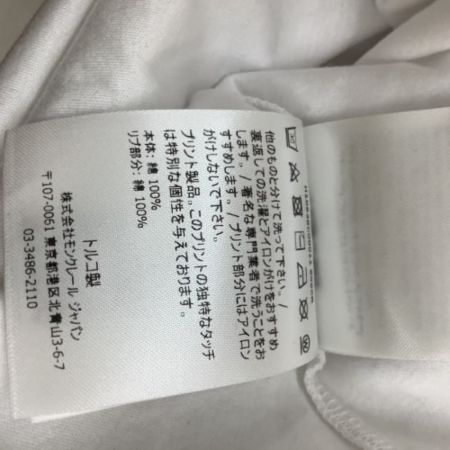 他のものと分けて洗って下さい。/
裏返しての洗濯とアイロンがけをおすすめ
します。/ 著名な専門業者で洗うことをお
すすめします。/ プリント部分にはアイロン
がけしないで下さい。
プリント製品。このプリントの独特なタッチ
は特別な個性を与えております。
本体: 綿 100%
リブ部分: 綿 100%
トルコ製
株式会社モンクレール ジャパン
〒107-0061 東京都港区北青山3-6-7
03-3486-2110